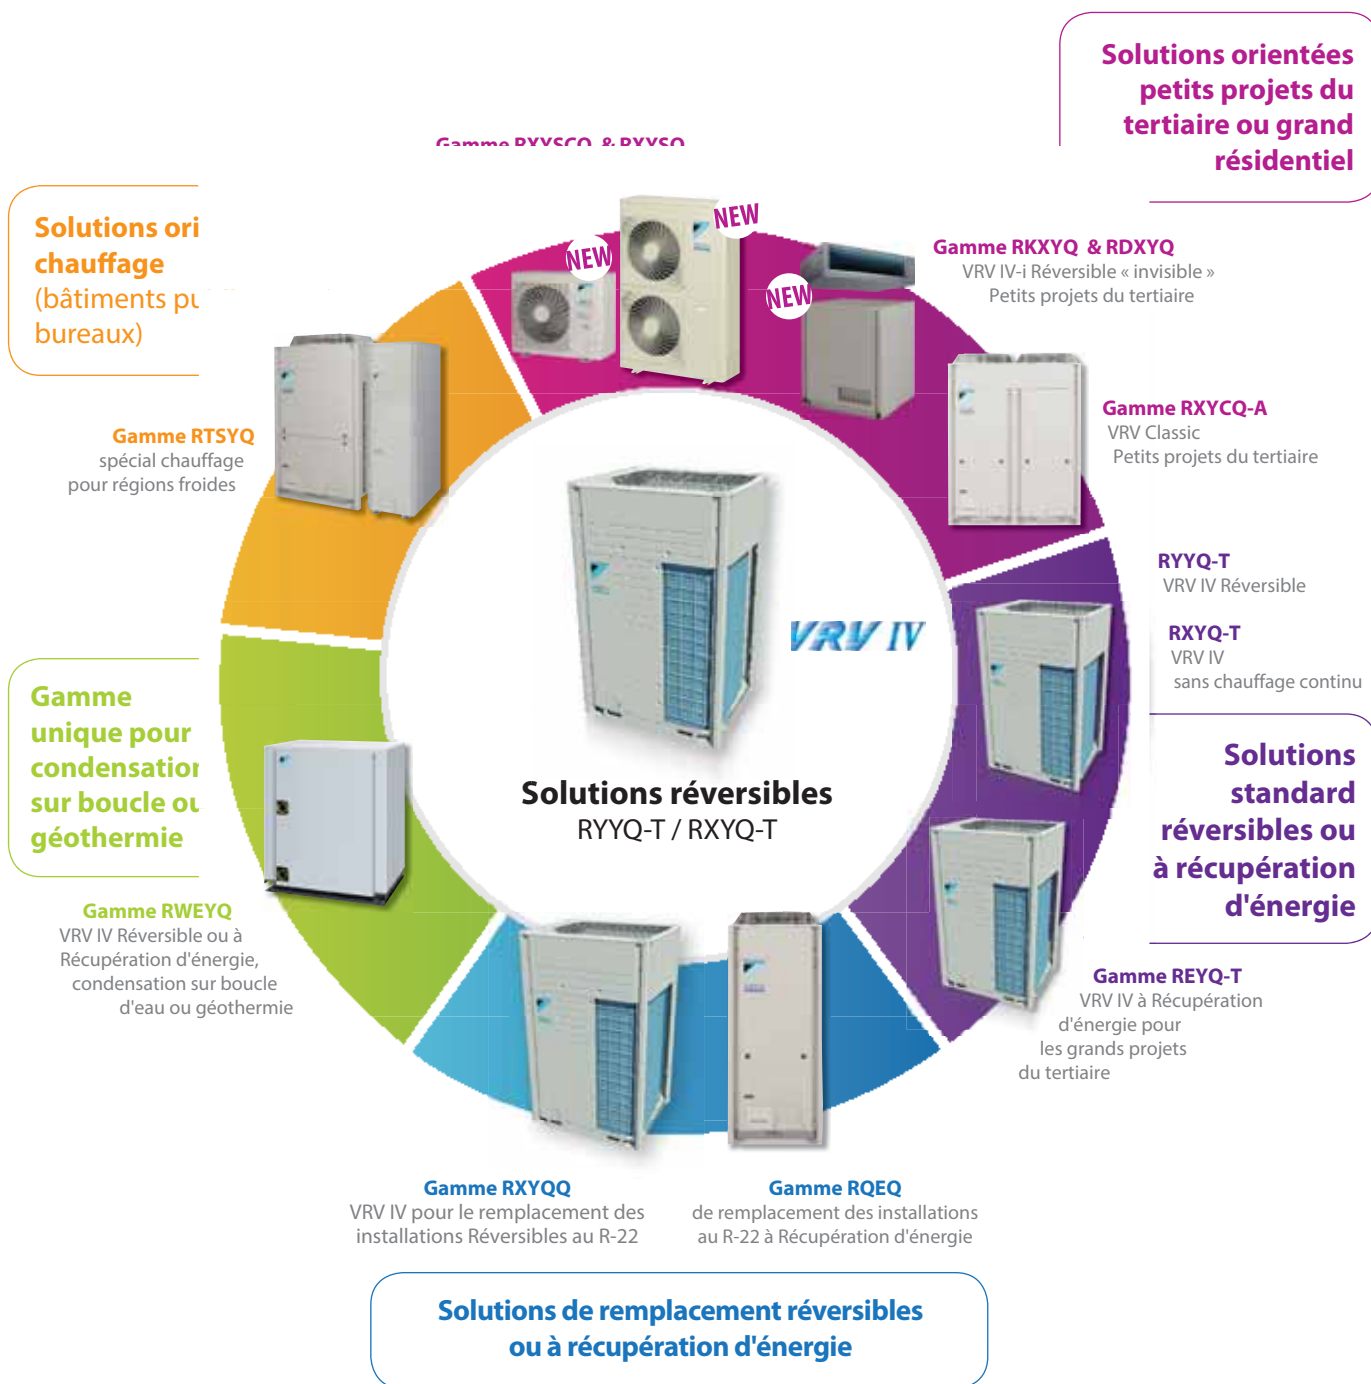 Solutions orientées
petits projets du
tertiaire ou grand
résidentiel
Gamme RXYSCQ & RXYSQ
Solutions ori
chauffage
(bâtiments pu
bureaux)
NEW
NEW
NEW
Gamme RKXYQ & RDXYQ
VRV IV-i Réversible « invisible »
Petits projets du tertiaire
Gamme RXYCQ-A
VRV Classic
Petits projets du tertiaire
Gamme RTSYQ
spécial chauffage
pour régions froides
RYYQ-T
VRV IV Réversible
RXYQ-T
VRV IV
sans chauffage continu
VRV IV
Solutions réversibles
RYYQ-T / RXYQ-T
Gamme
unique pour
condensation
sur boucle ou
géothermie
Solutions
standard
réversibles ou
à récupération
d'énergie
Gamme RWEYQ
VRV IV Réversible ou à
Récupération d'énergie,
condensation sur boucle
d'eau ou géothermie
Gamme REYQ-T
VRV IV à Récupération
d'énergie pour
les grands projets
du tertiaire
Gamme RXYQQ
VRV IV pour le remplacement des
installations Réversibles au R-22
Gamme RQEQ
de remplacement des installations
au R-22 à Récupération d'énergie
Solutions de remplacement réversibles
ou à récupération d'énergie